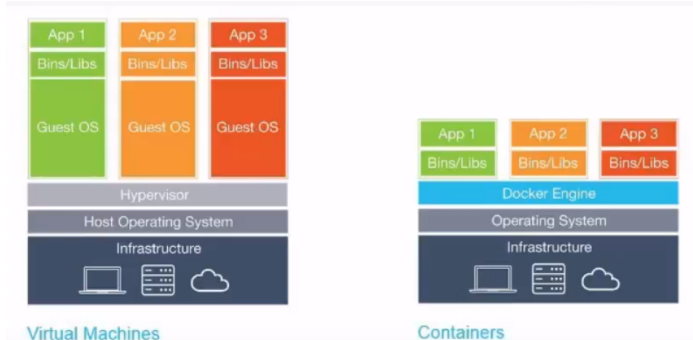 App 1
App 2
App 3
Bins/Libs
Bins/Libs
Bins/Libs
Guest OS
Guest OS
Guest OS
Hypervisor
Host Operating System
Infrastructure
Virtual Machines
App 1
App 2
App 3
Bins/Libs
Bins/Libs
Bins/Libs
Docker Engine
Operating System
Infrastructure
Containers